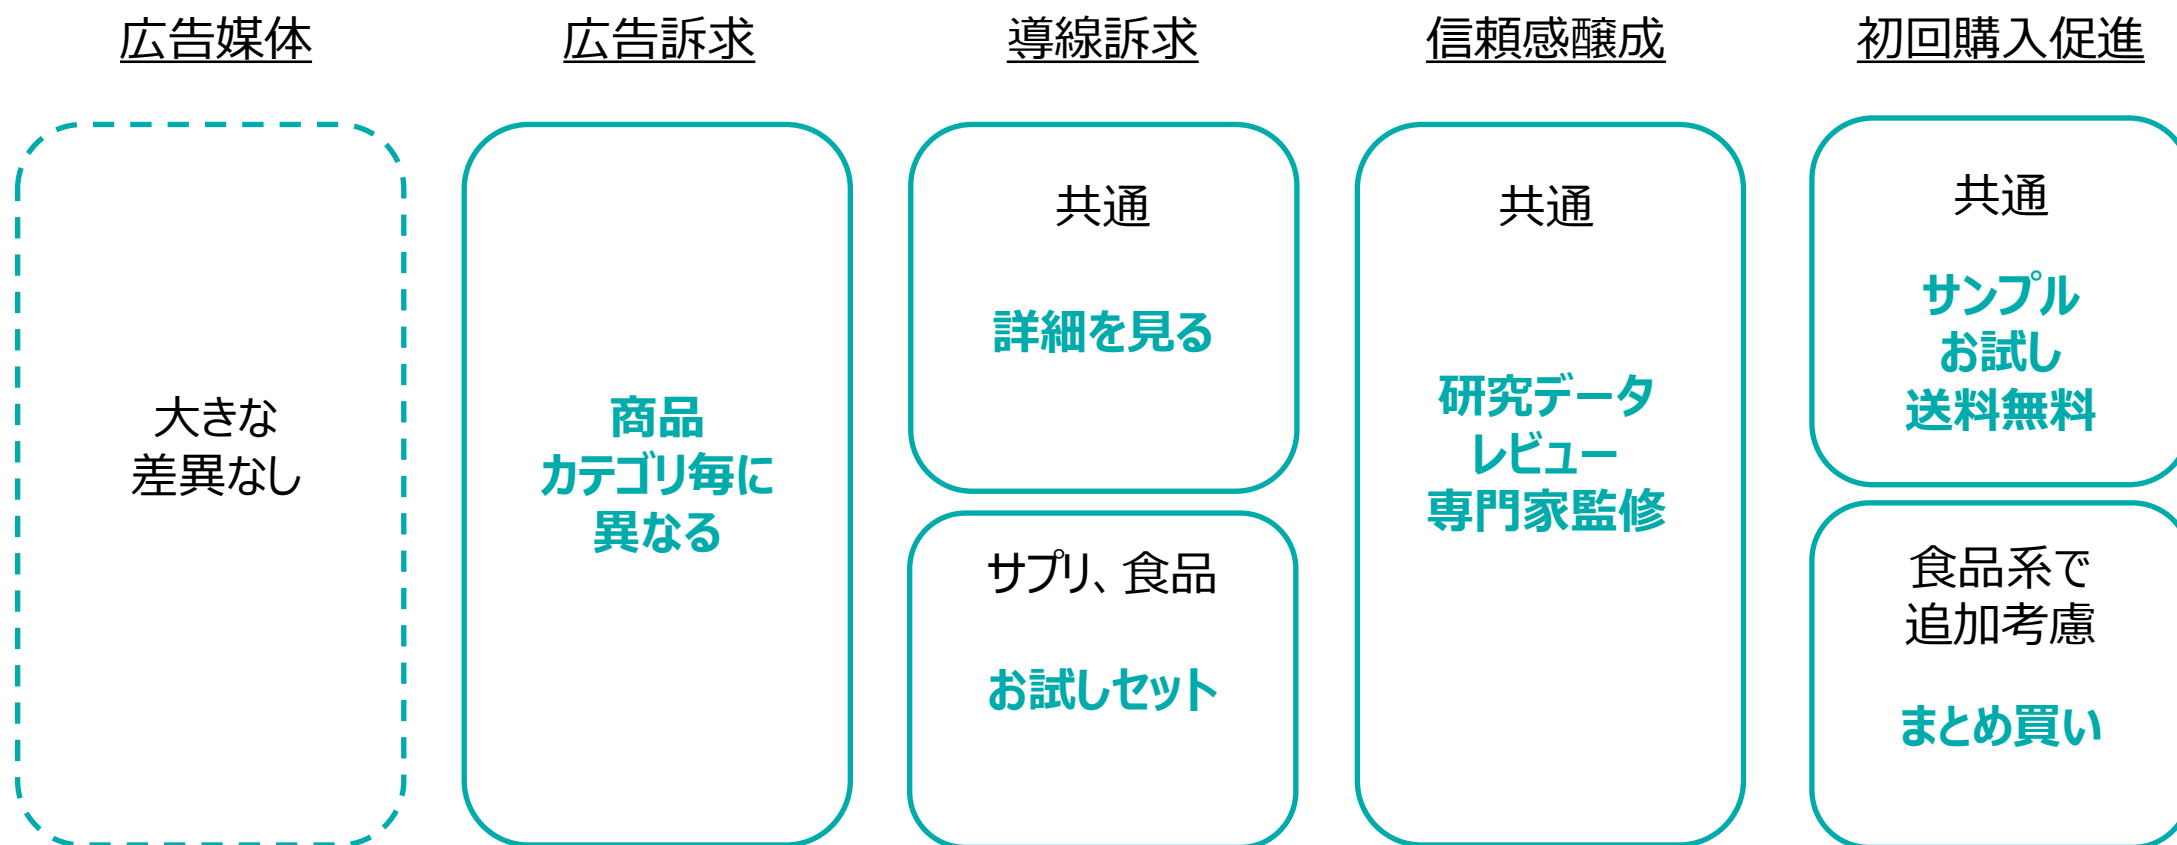 広告媒体
大きな
差異なし
広告訴求
商品
カテゴリ毎に
異なる
導線訴求
共通
詳細を見る
サプリ、食品
お試しセット
信頼感醸成
共通
研究データ
レビュー
専門家監修
初回購入促進
共通
サンプル
お試し
送料無料
食品系で
追加考慮
まとめ買い